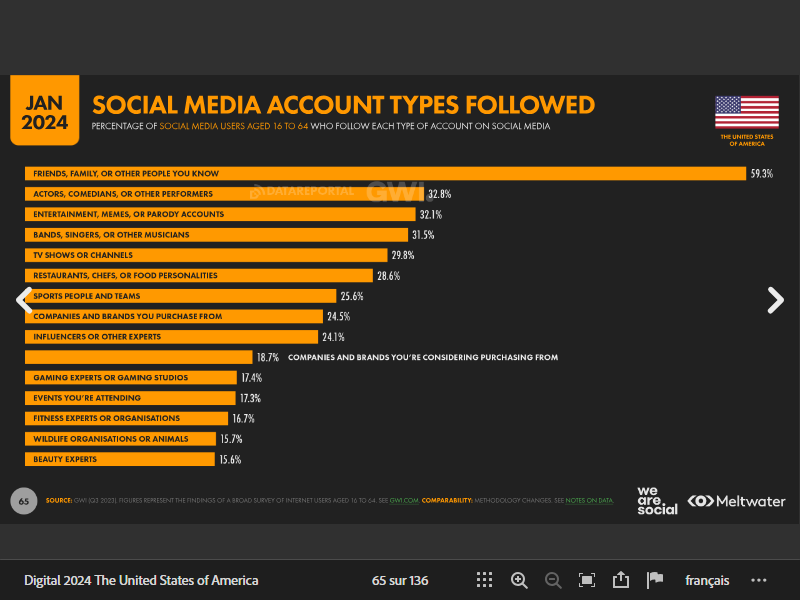 JAN
2024
SOCIAL MEDIA ACCOUNT TYPES FOLLOWED
PERCENTAGE OF SOCIAL MEDIA USERS AGED 16 TO 64 WHO FOLLOW EACH TYPE OF ACCOUNT ON SOCIAL MEDIA
THE UNITED STATES
OF AMERICA
FRIENDS, FAMILY, OR OTHER PEOPLE YOU KNOW 59.3%
DATAREPORTAL GWI.
ACTORS, COMEDIANS, OR OTHER PERFORMERS 32.8%
ENTERTAINMENT, MEMES, OR PARODY ACCOUNTS 32.1%
BANDS, SINGERS, OR OTHER MUSICIANS 31.5%
TV SHOWS OR CHANNELS 29.8%
RESTAURANTS, CHEFS, OR FOOD PERSONALITIES 28.6%
SPORTS PEOPLE AND TEAMS 25.6%
COMPANIES AND BRANDS YOU PURCHASE FROM 24.5%
INFLUENCERS OR OTHER EXPERTS 24.1%
18.7% COMPANIES AND BRANDS YOU'RE CONSIDERING PURCHASING FROM
GAMING EXPERTS OR GAMING STUDIOS 17.4%
EVENTS YOU'RE ATTENDING 17.3%
FITNESS EXPERTS OR ORGANISATIONS 16.7%
WILDLIFE ORGANISATIONS OR ANIMALS 15.7%
BEAUTY EXPERTS 15.6%
65
SOURCE: GWI (Q3 2023). FIGURES REPRESENT THE FINDINGS OF A BROAD SURVEY OF INTERNET USERS AGED 16 TO 64. SEE GWI.COM. COMPARABILITY: METHODOLOGY CHANGES. SEE NOTES ON DATA.
we
are.
social
Meltwater
Digital 2024 The United States of America
65 sur 136
français